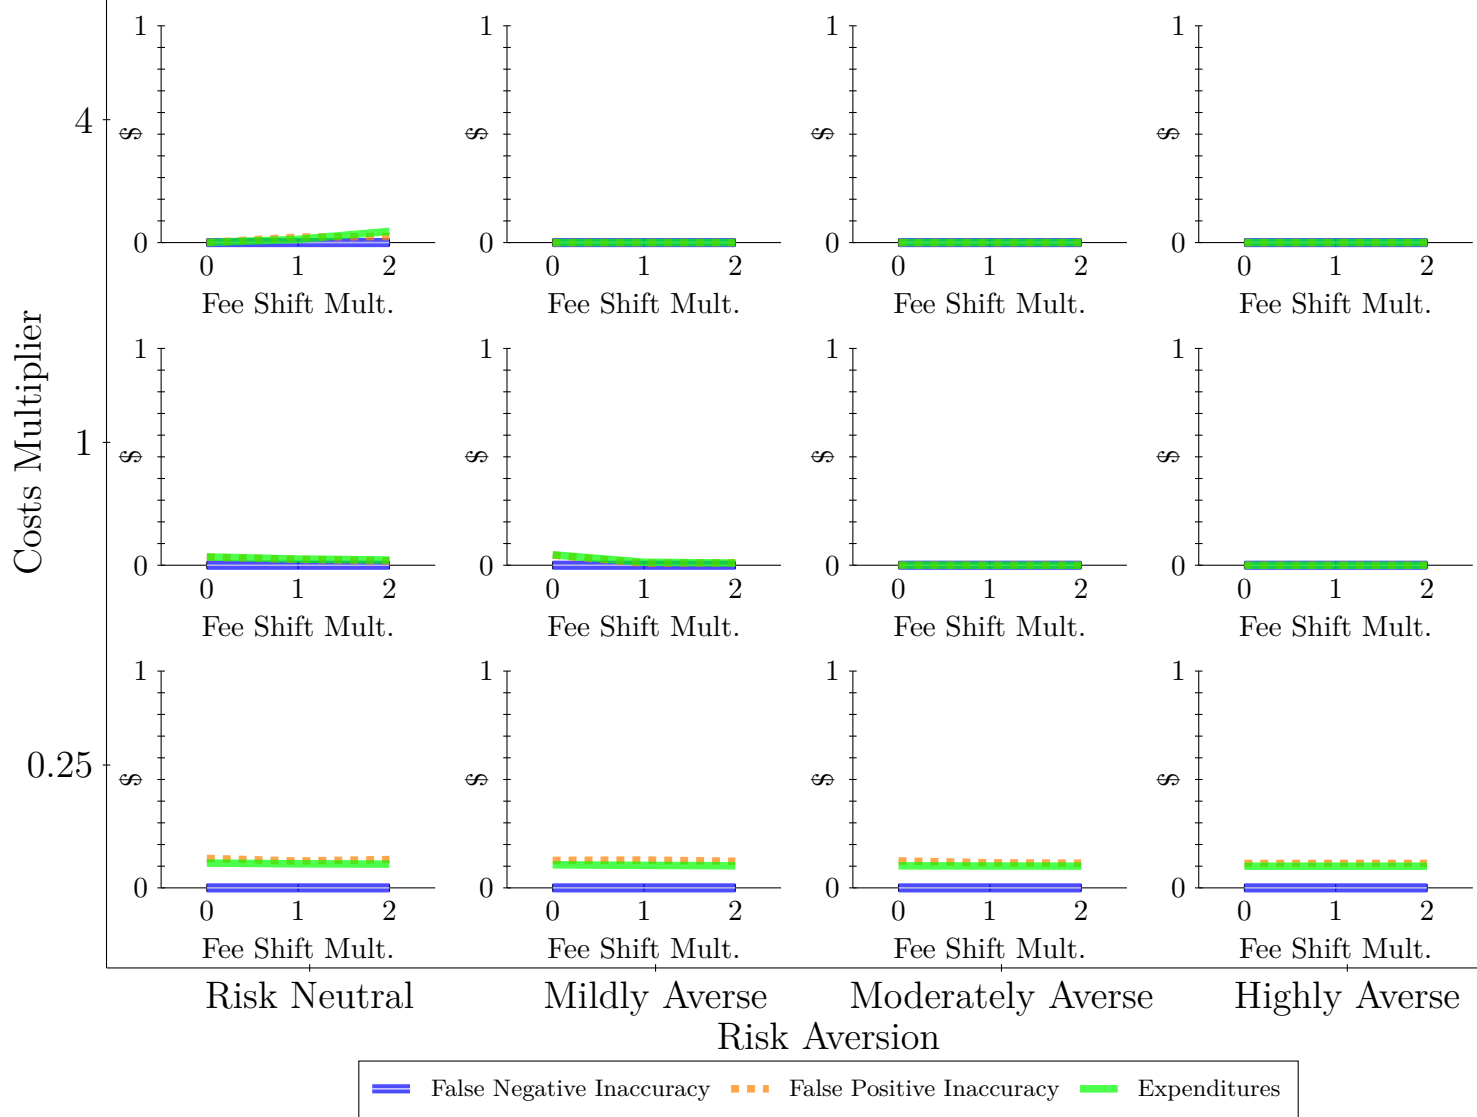 Costs Multiplier
4
1
$
0
0 1 2
Fee Shift Mult.
1
$
0
0 1 2
Fee Shift Mult.
1
$
0
0 1 2
Fee Shift Mult.
1
$
0
0 1 2
Fee Shift Mult.
1
1
$
0
0 1 2
Fee Shift Mult.
1
$
0
0 1 2
Fee Shift Mult.
1
$
0
0 1 2
Fee Shift Mult.
1
$
0
0 1 2
Fee Shift Mult.
0.25
1
$
0
0 1 2
Fee Shift Mult.
1
$
0
0 1 2
Fee Shift Mult.
1
$
0
0 1 2
Fee Shift Mult.
1
$
0
0 1 2
Fee Shift Mult.
Risk Neutral Mildly Averse Moderately Averse Highly Averse
Risk Aversion
False Negative Inaccuracy False Positive Inaccuracy Expenditures